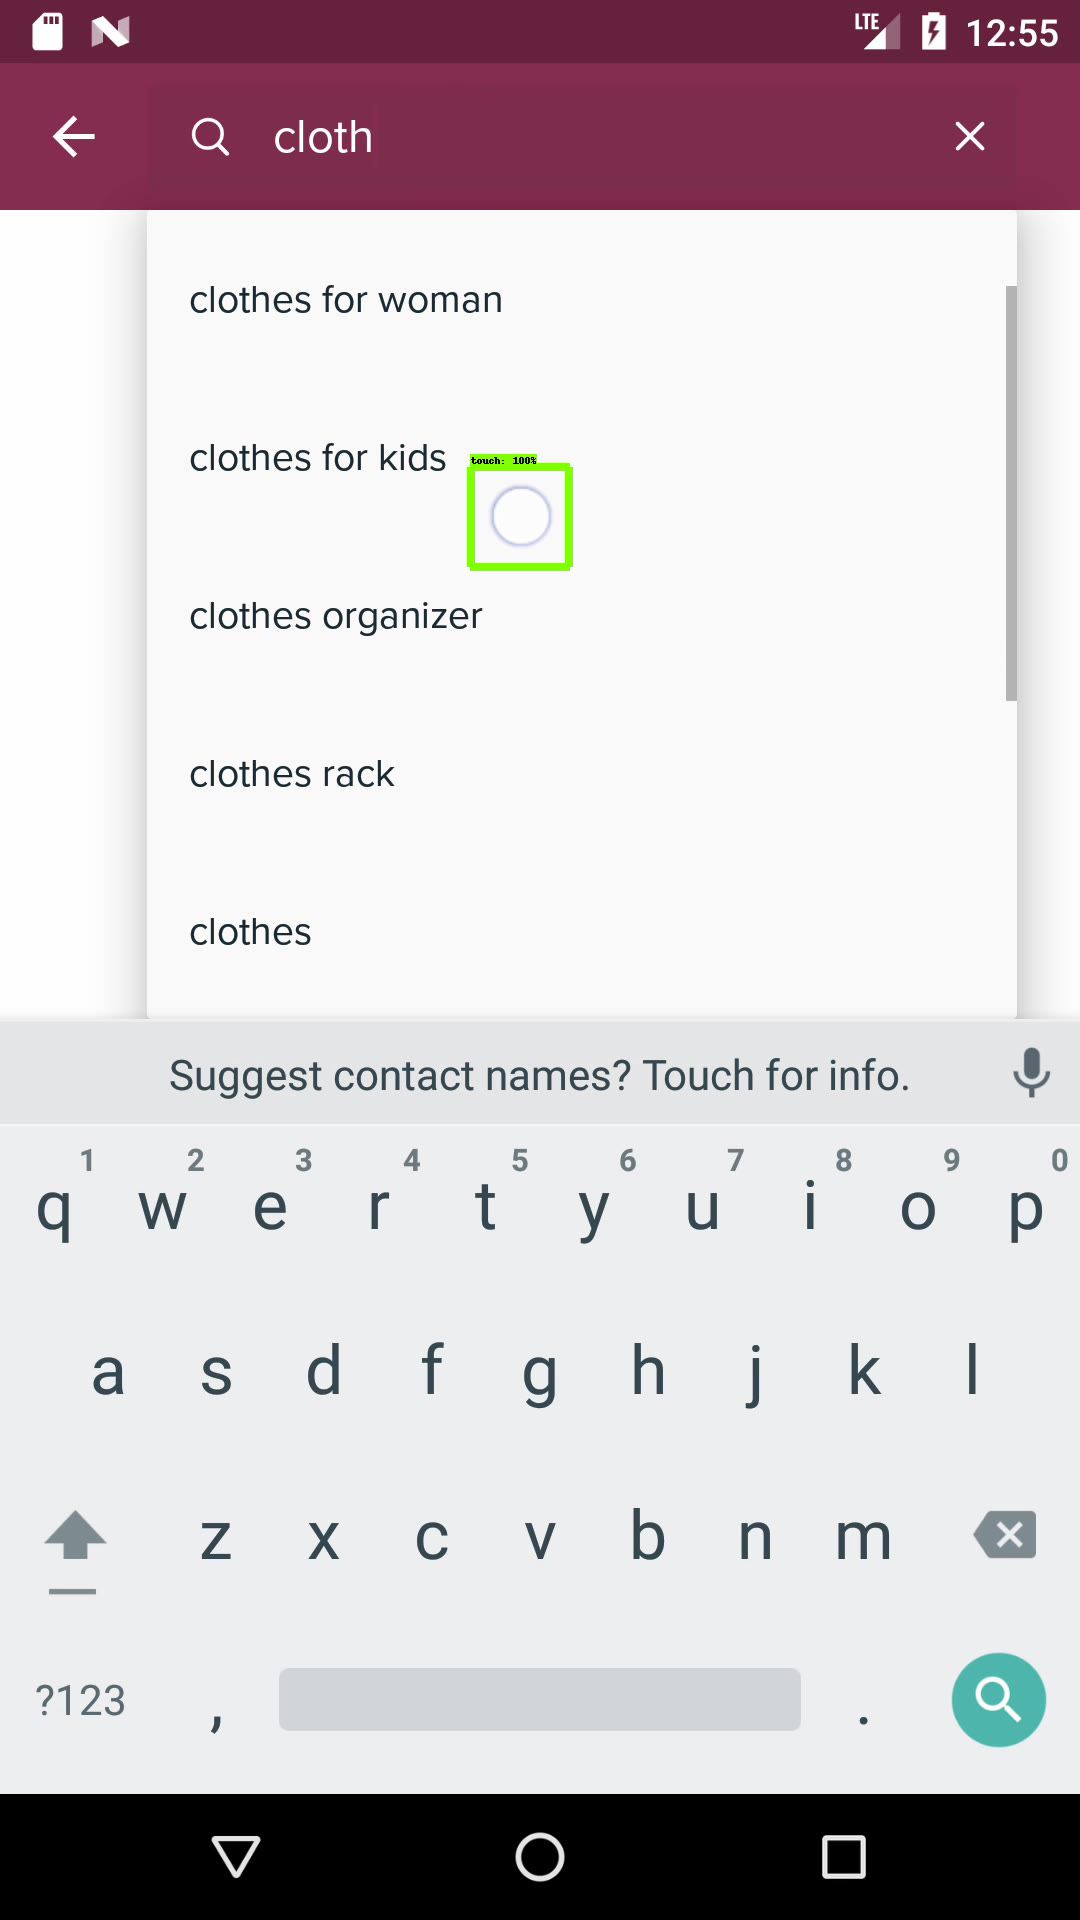 LTE 12:55
cloth
clothes for woman
clothes for kids
touch: 100%
clothes organizer
clothes rack
clothes
Suggest contact names? Touch for info.
1 2 3 4 5 6 7 8 9 0
q w e r t y u i o p
a s d f g h j k l
z x c v b n m
?123 , .